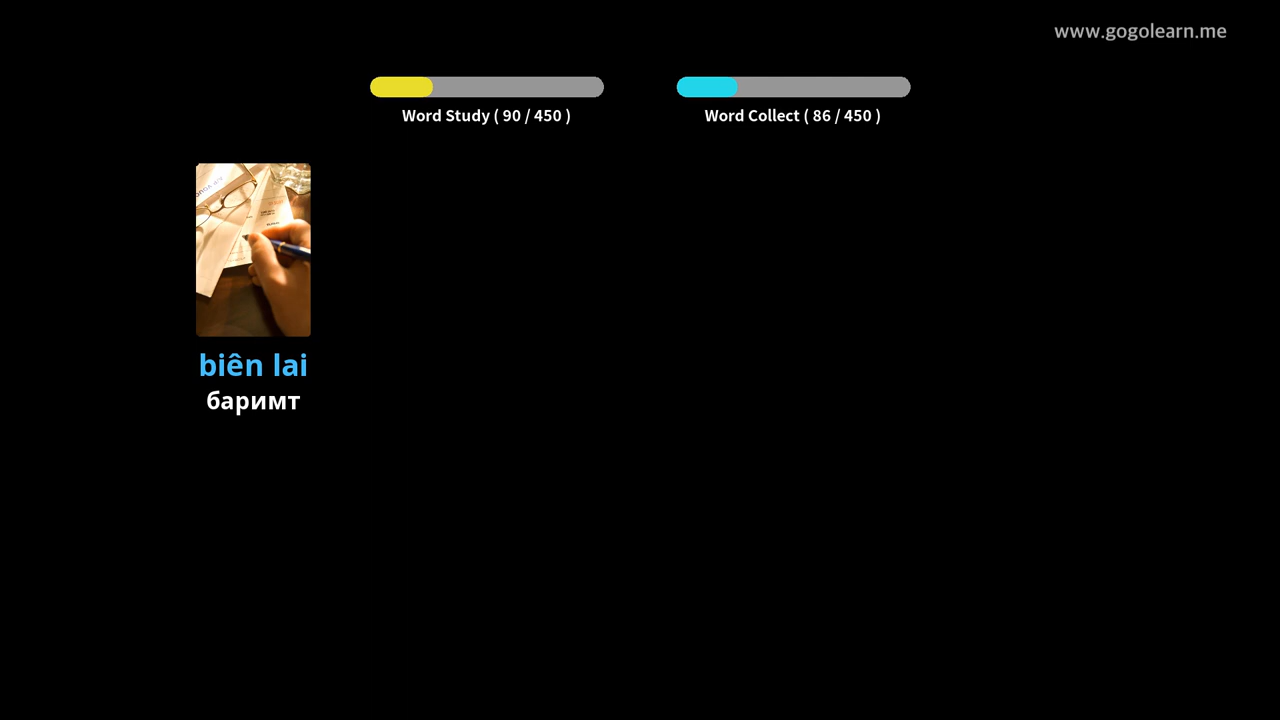 www.gogolearn.me
Word Study ( 90 / 450 )
Word Collect ( 86 / 450 )
biên lai
баримт